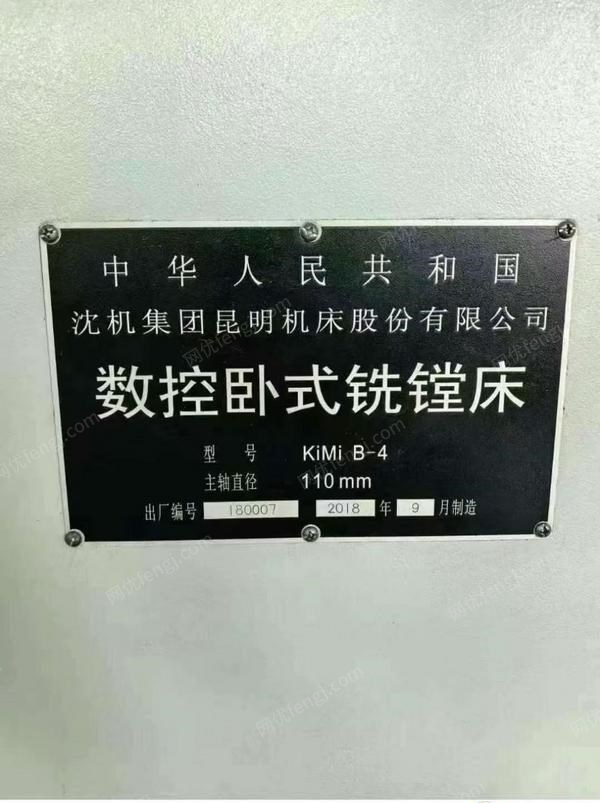 中华人民共和国
沈机集团昆明机床股份有限公司
数控卧式铣镗床
型号 KiMi B-4
主轴直径 110mm
出厂编号 180007 2018 年 9 月制造